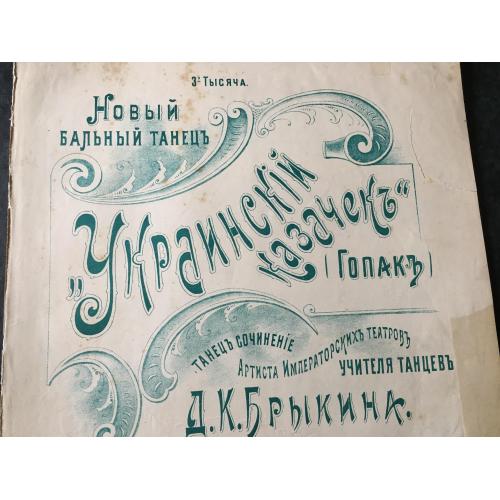 3я Тысяча.
Новый
бальный танецъ
„Украинскій
казачекъ“
(Гопакъ)
Танецъ сочиненіе
Артиста Императорскихъ театровъ
учителя танцевъ
Д.К.Брыкина.